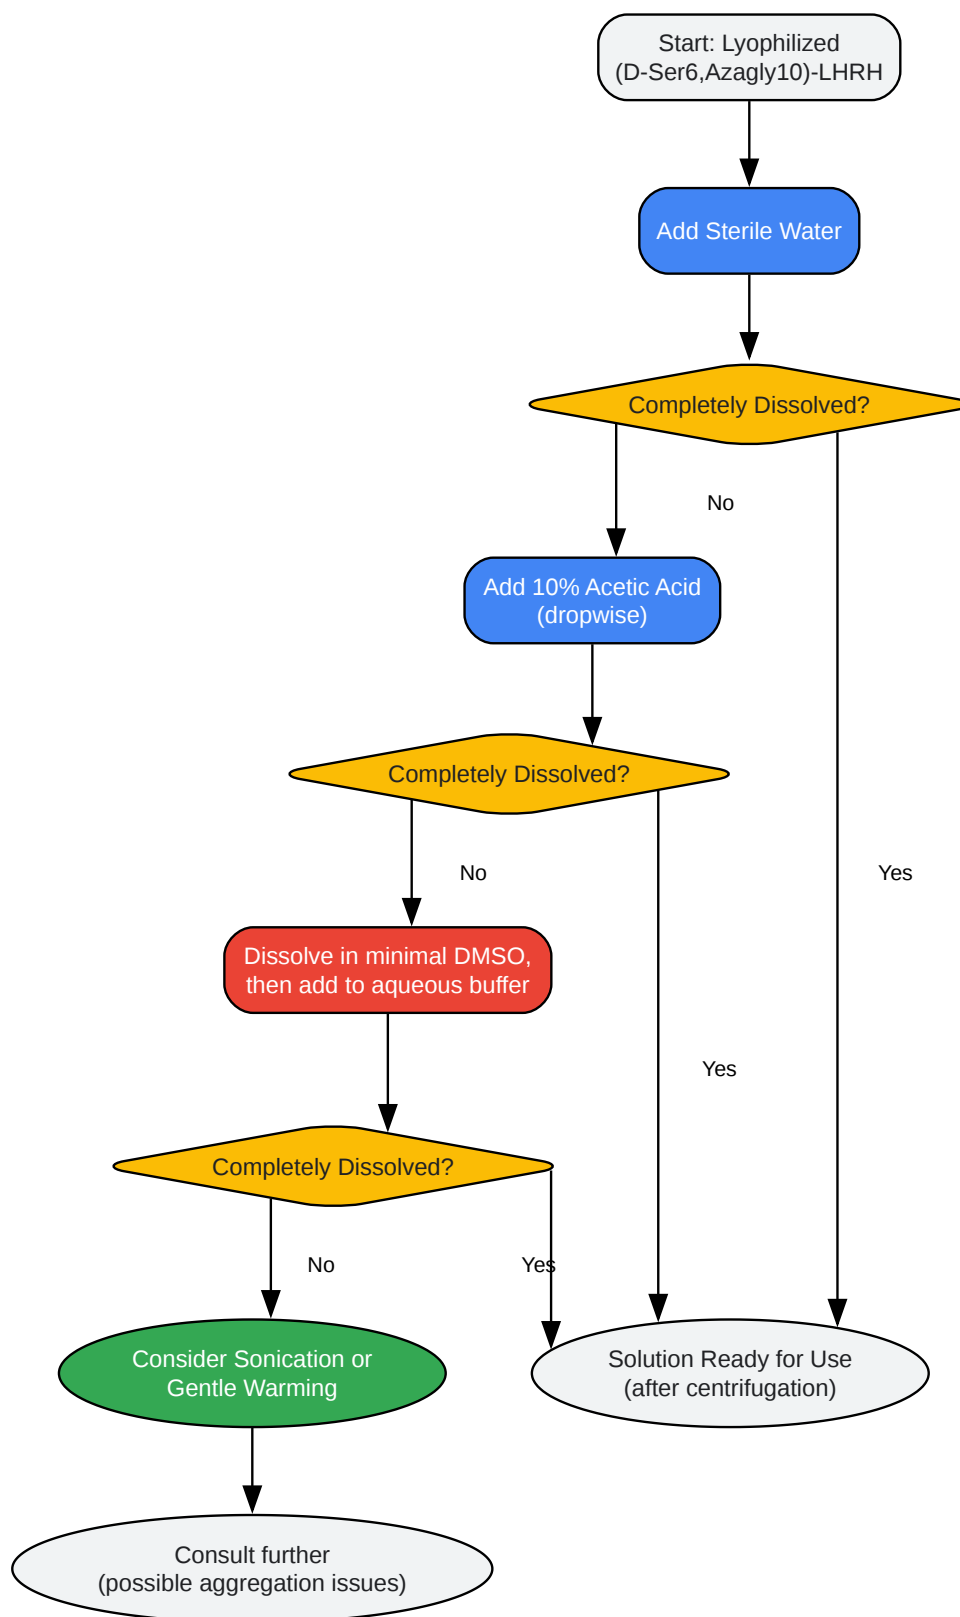 Start: Lyophilized
(D-Ser6,Azagly10)-LHRH
Add Sterile Water
Completely Dissolved?
No
Add 10% Acetic Acid
(dropwise)
Completely Dissolved?
No
Yes
Dissolve in minimal DMSO,
then add to aqueous buffer
Yes
Completely Dissolved?
No
Yes
Consider Sonication or
Gentle Warming
Solution Ready for Use
(after centrifugation)
Consult further
(possible aggregation issues)